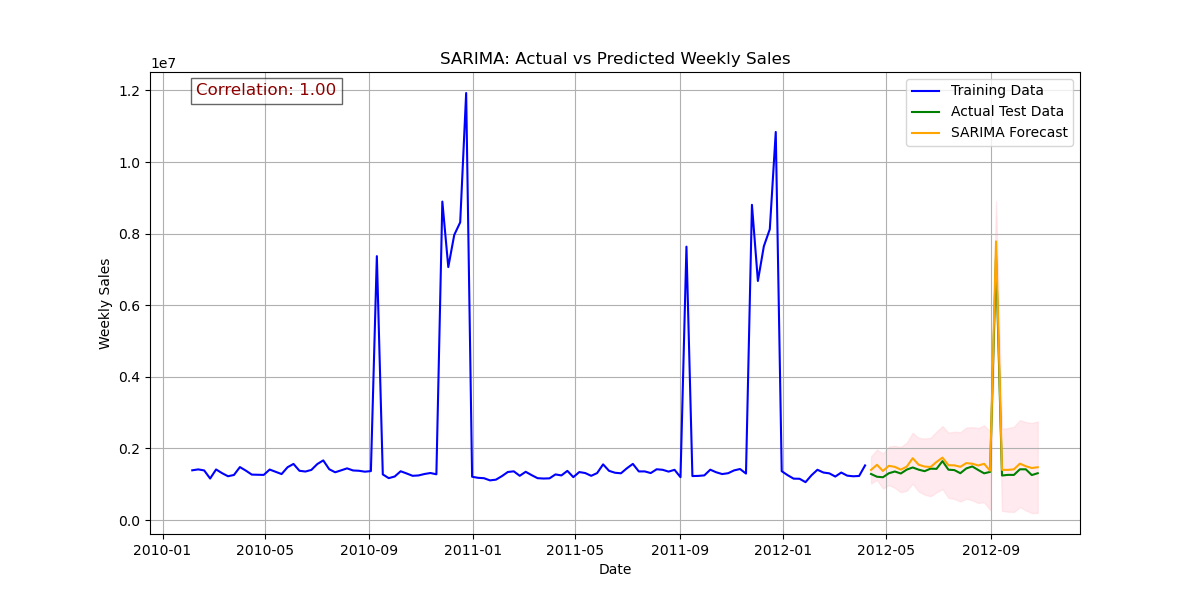 SARIMA: Actual vs Predicted Weekly Sales
1e7
Correlation: 1.00
Training Data
Actual Test Data
SARIMA Forecast
1.2
1.0
0.8
0.6
0.4
0.2
0.0
Weekly Sales
2010-01 2010-05 2010-09 2011-01 2011-05 2011-09 2012-01 2012-05 2012-09
Date